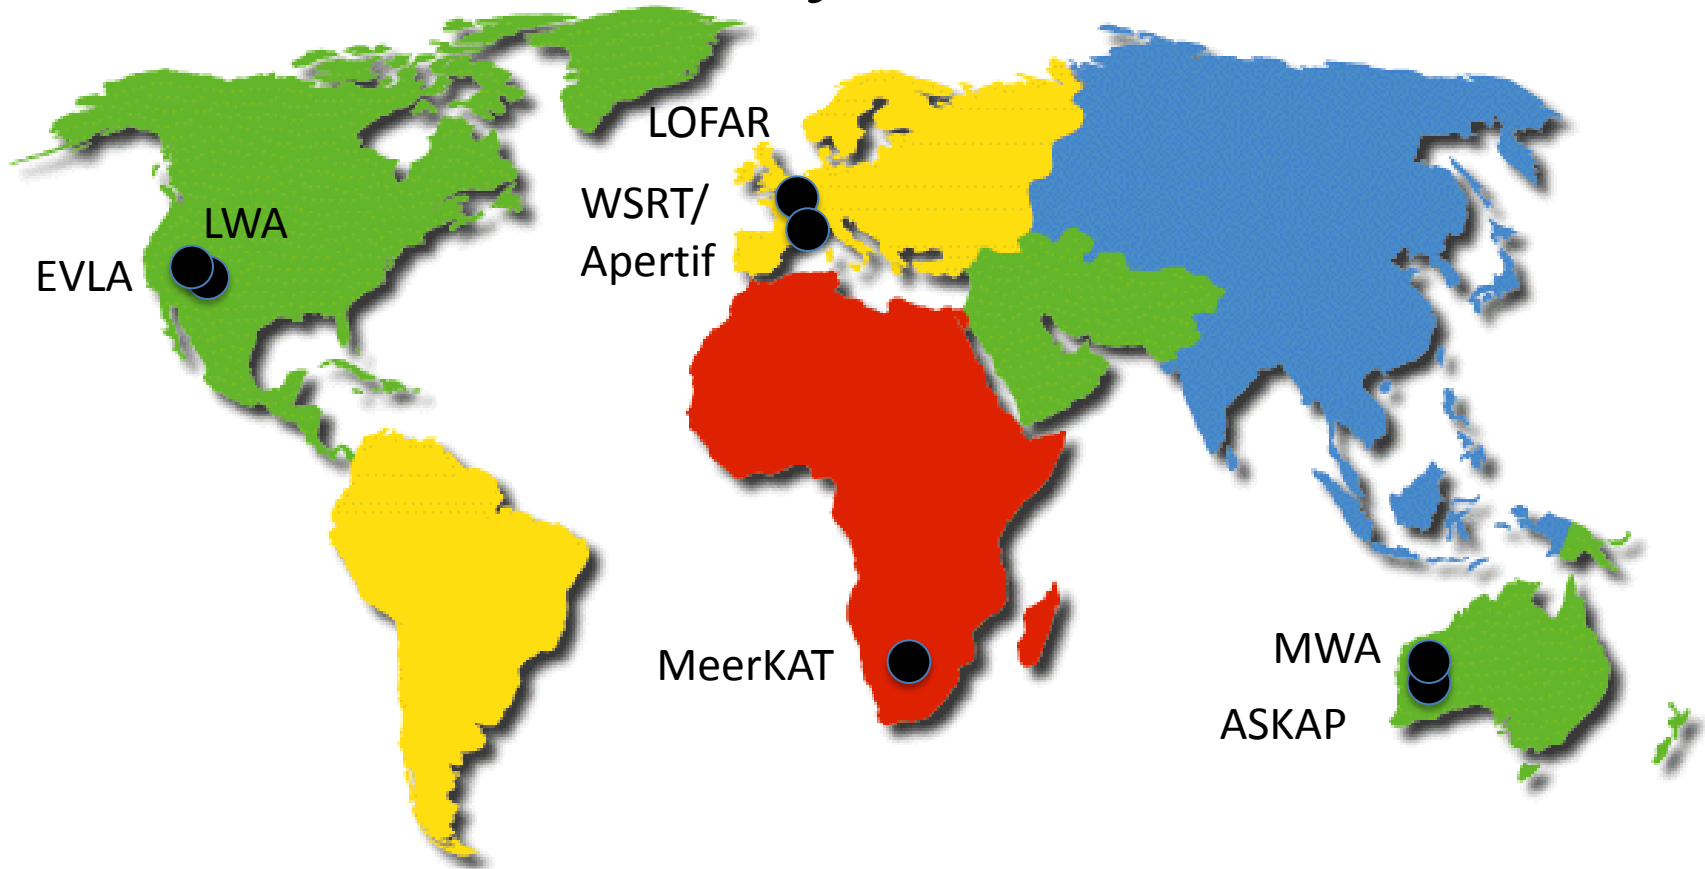 LOFAR
WSRT/
Apertif
LWA
EVLA
MeerKAT
MWA
ASKAP